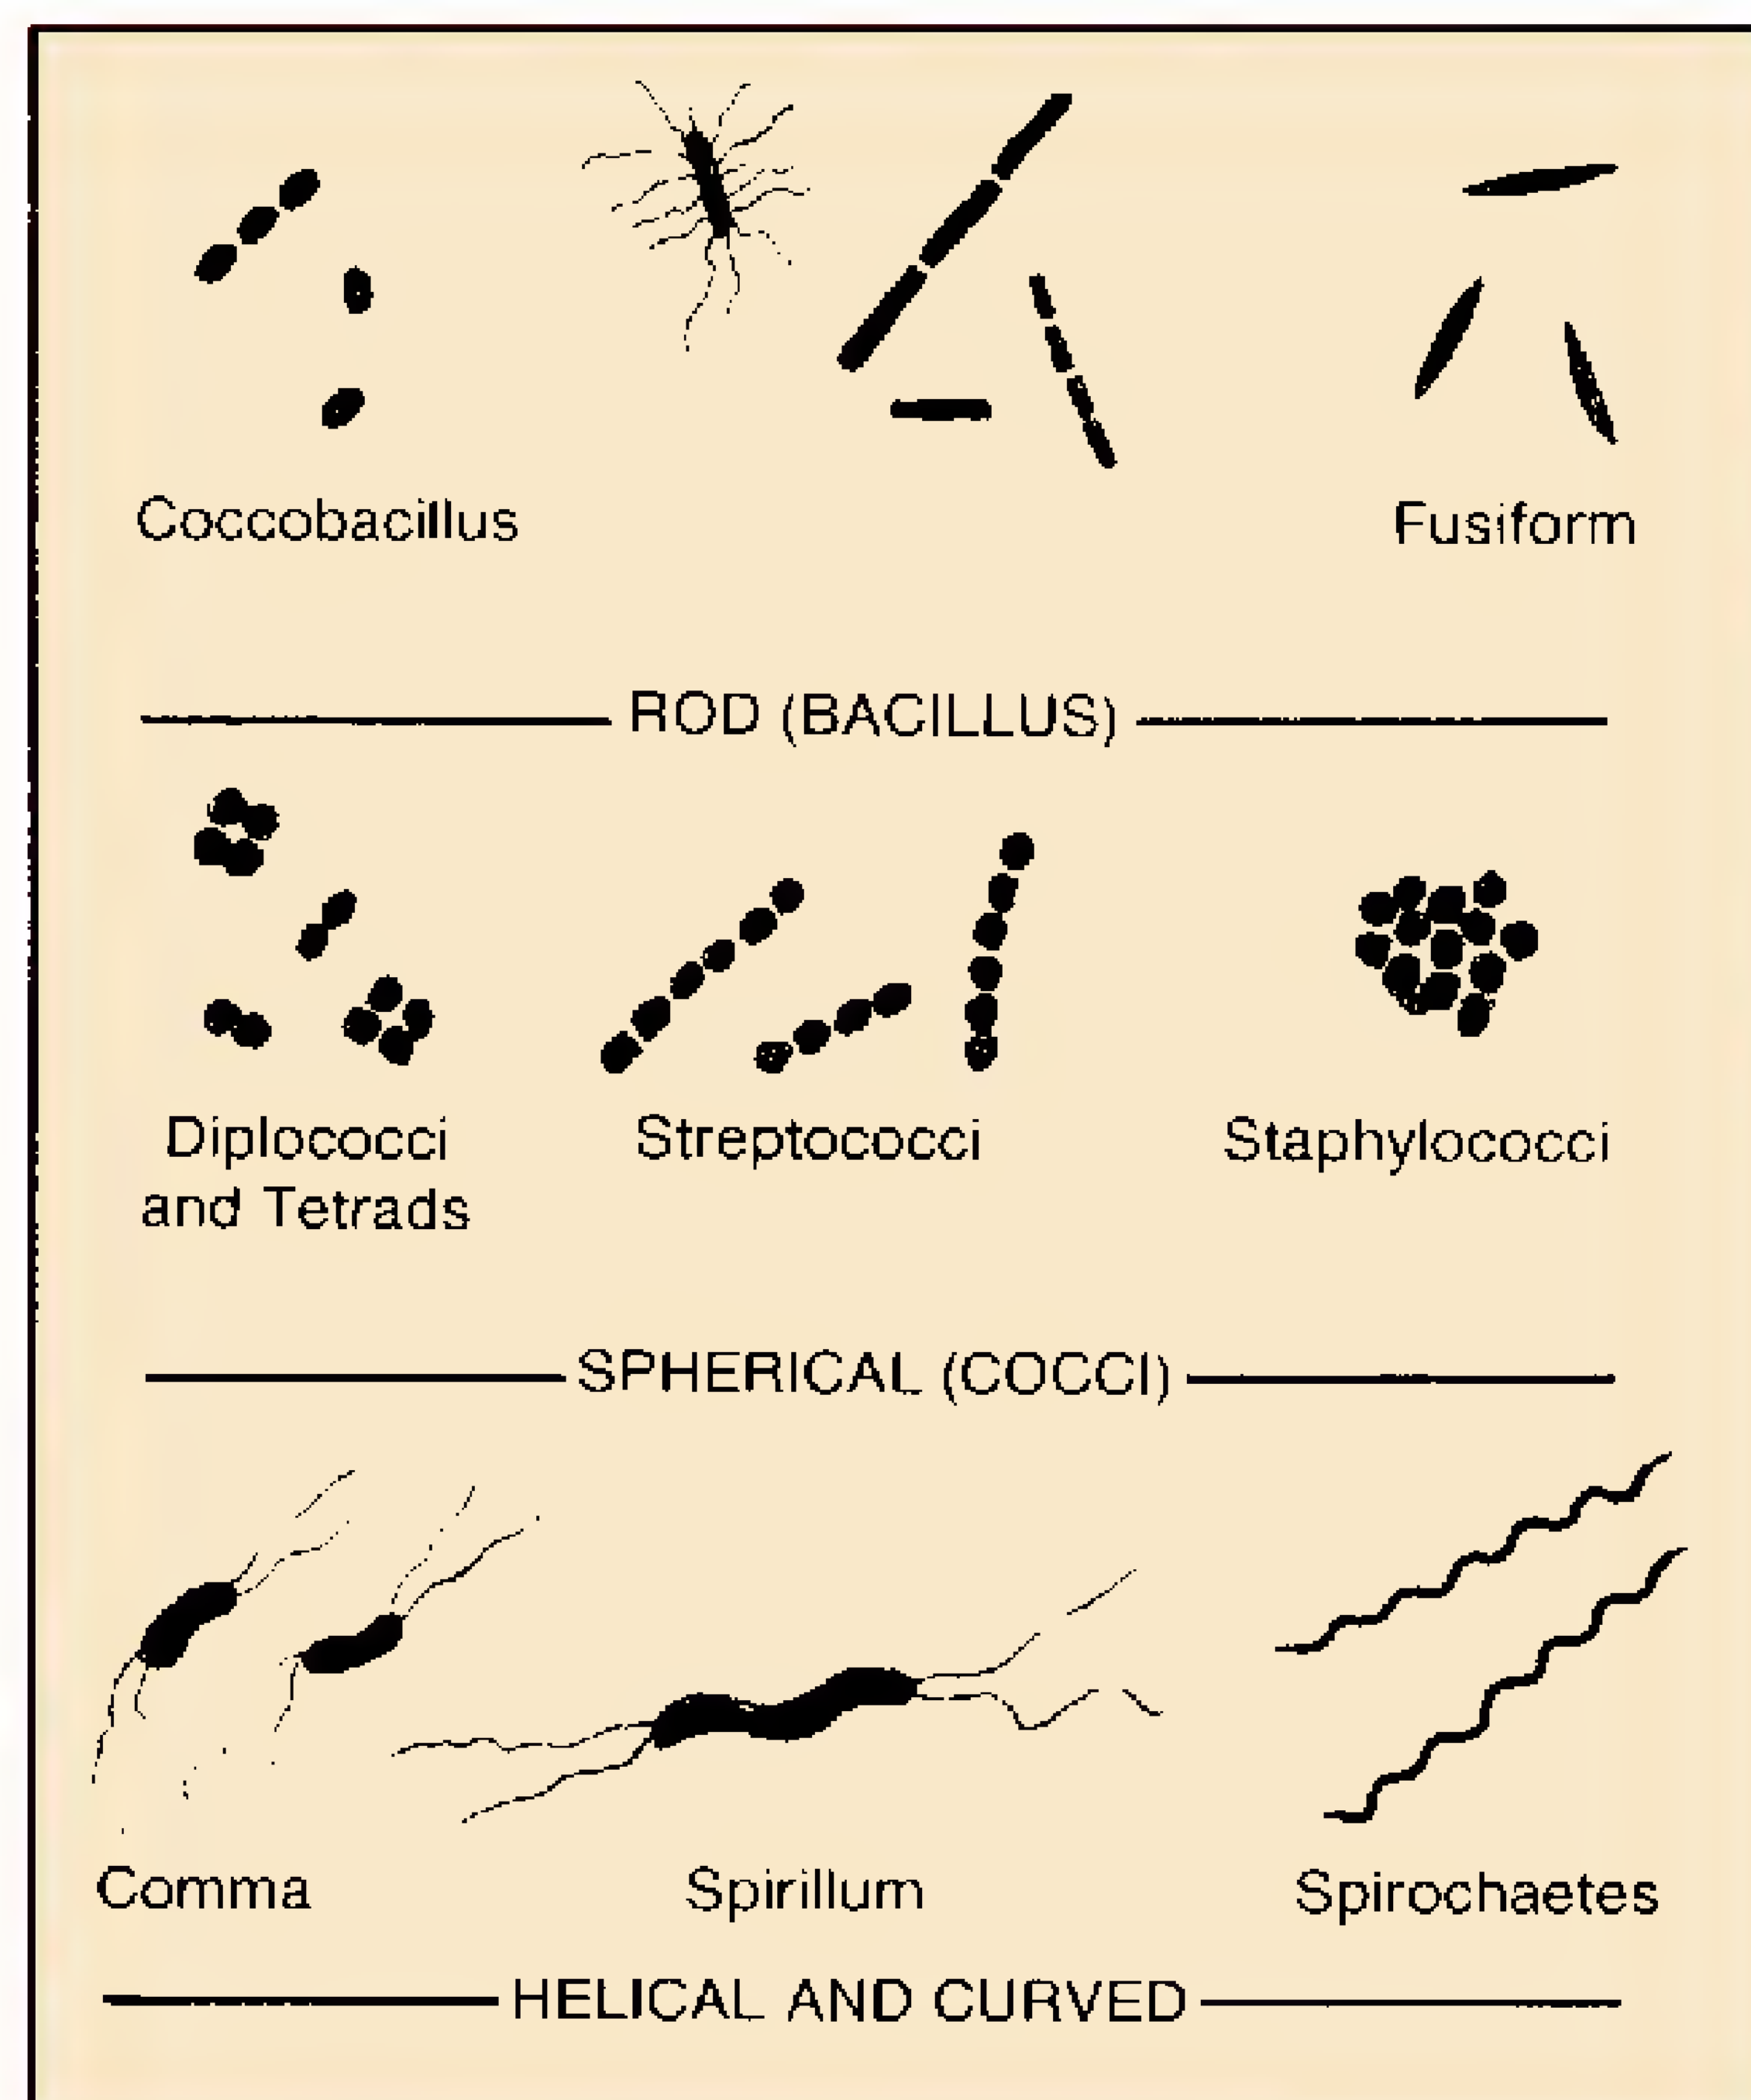 Coccobacillus
Fusiform
ROD (BACILLUS)
Diplococci
and Tetrads
Streptococci
Staphylococci
SPHERICAL (COCCI)
Comma
Spirillum
Spirochaetes
HELICAL AND CURVED